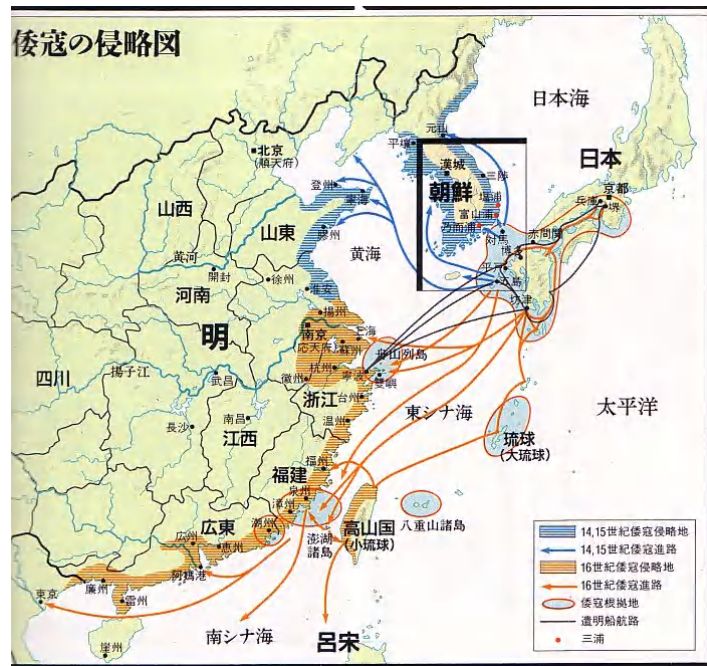 倭寇の侵略図
日本海
元山
平壌
北京
(順天府)
漢城
三陟
日本
朝鮮
塩浦
京都
兵庫
堺
登州
山西
富山浦
乃而浦
山東
対馬
赤間関
博多
膠州
黄海
平戸
黄河
五島
開封
徐州
河南
淮安
坊津
揚州
明
南京
(応天府)
上海
蘇州
舟山列島
四川
揚子江
杭州
寧波
双嶼
武昌
徽州
太平洋
浙江
台州
東シナ海
南昌
長沙
温州
江西
琉球
(大琉球)
福州
福建
泉州
漳州
八重山諸島
高山国
(小琉球)
広東
潮州
澎湖
諸島
広州
恵州
阿媽港
東京
廉州
雷州
南シナ海
呂宋
崖州
14,15世紀倭寇侵略地
14,15世紀倭寇進路
16世紀倭寇侵略地
16世紀倭寇進路
倭寇根拠地
遣明船航路
三浦